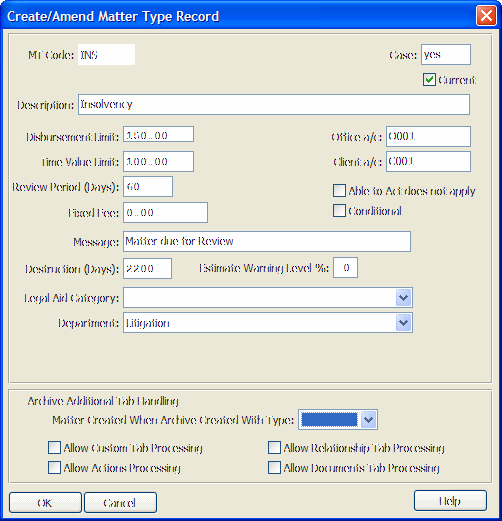 Create/Amend Matter Type Record
MT Code: INS Case: yes
Current
Description: Insolvency
Disbursement Limit: 150.00 Office a/c: O001
Time Value Limit: 100.00 Client a/c: C001
Review Period (Days): 60 Able to Act does not apply
Fixed Fee: 0.00 Conditional
Message: Matter due for Review
Destruction (Days): 2200 Estimate Warning Level %: 0
Legal Aid Category:
Department: Litigation
Archive Additional Tab Handling
Matter Created When Archive Created With Type:
Allow Custom Tab Processing Allow Relationship Tab Processing
Allow Actions Processing Allow Documents Tab Processing
OK Cancel Help